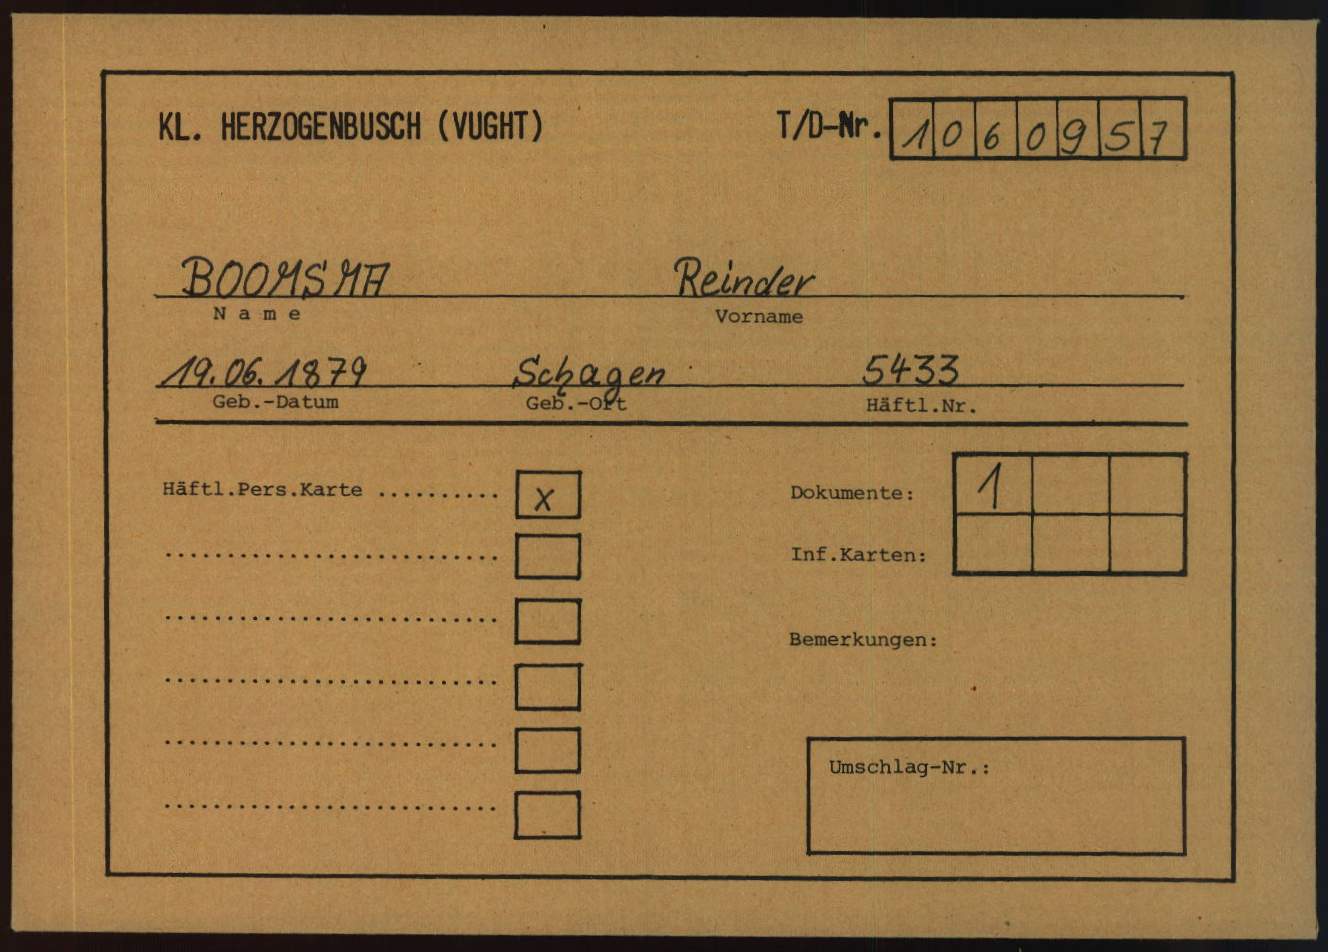 KL. HERZOGENBUSCH (VUGHT) T/D-Nr. 1060957
BOOMSMA Reinder
Name Vorname
19.06.1879 Schagen 5433
Geb.-Datum Geb.-Ort Häftl.Nr.
Häftl.Pers.Karte .......... X Dokumente: 1
Inf.Karten:
Bemerkungen:
Umschlag-Nr.: